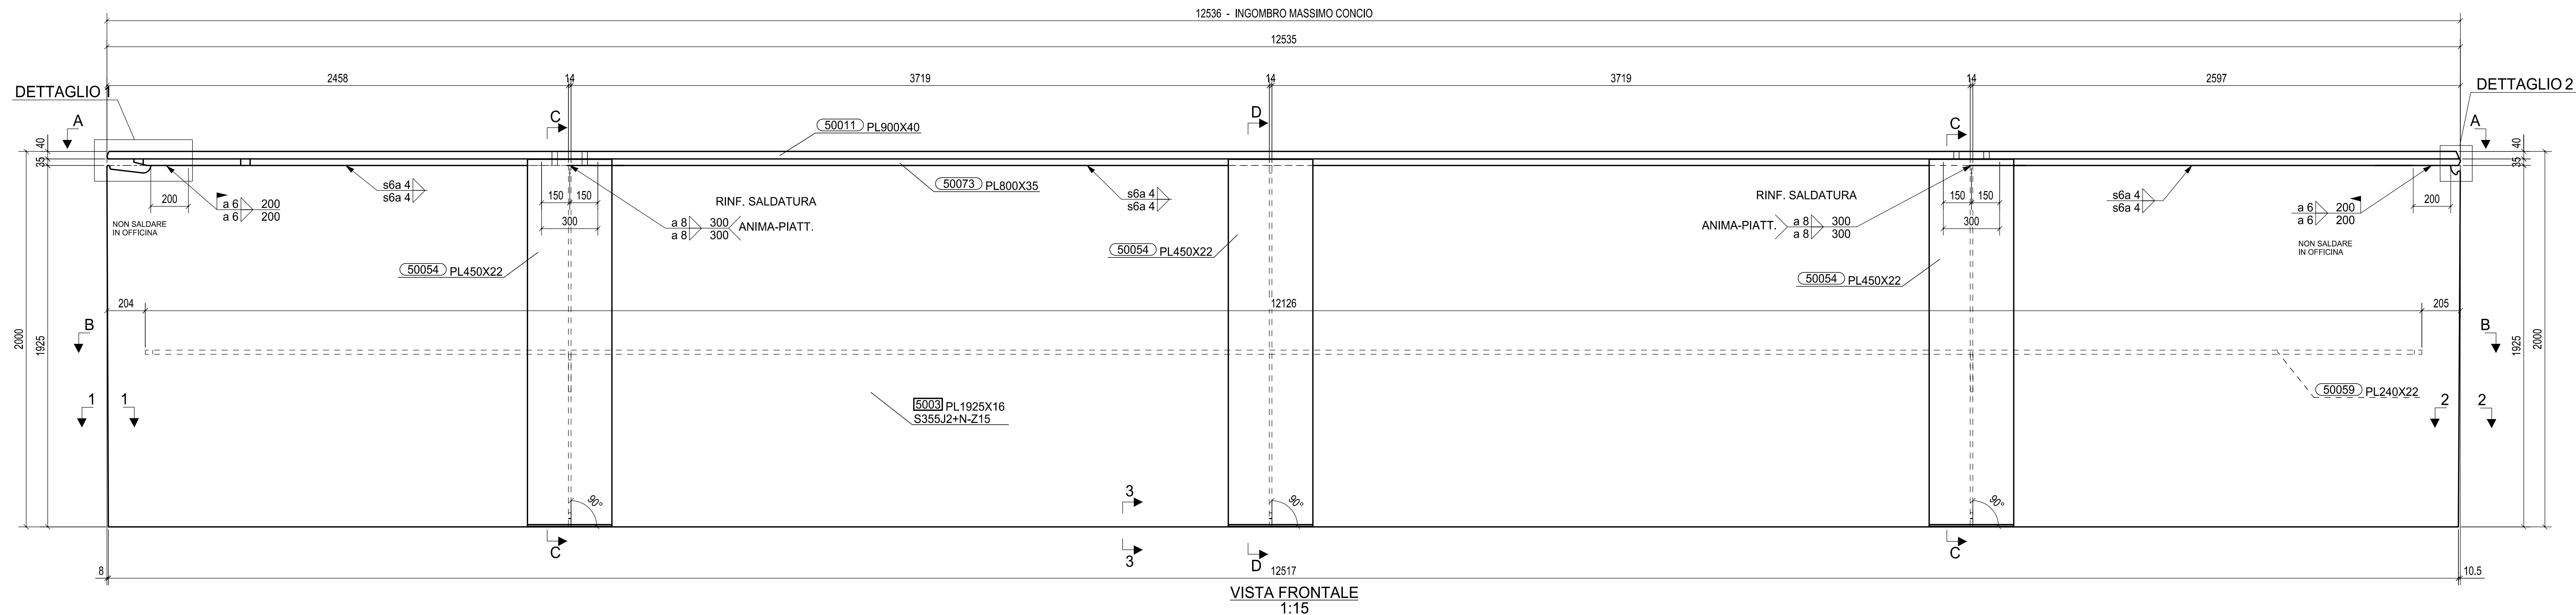 12536 - INGOMBRO MASSIMO CONCIO
12535
2458 14 3719 14 3719 14 2597
DETTAGLIO 1
DETTAGLIO 2
A
C
D
C
A
50011 PL900X40
40
35
40
35
50073 PL800X35
s6a 4
s6a 4
a 6 200
a 6 200
200
NON SALDARE
IN OFFICINA
150 150
300
RINF. SALDATURA
a 8 300
a 8 300
ANIMA-PIATT.
s6a 4
s6a 4
RINF. SALDATURA
ANIMA-PIATT.
a 8 300
a 8 300
150 150
300
s6a 4
s6a 4
a 6 200
a 6 200
200
NON SALDARE
IN OFFICINA
50054 PL450X22
50054 PL450X22
50054 PL450X22
204 12126 205
2000
1925
B
B
1925
2000
50059 PL240X22
1 1
2 2
5003 PL1925X16
S355J2+N-Z15
3
90°
90°
90°
C
3
D
C
8 12517 10.5
VISTA FRONTALE
1:15